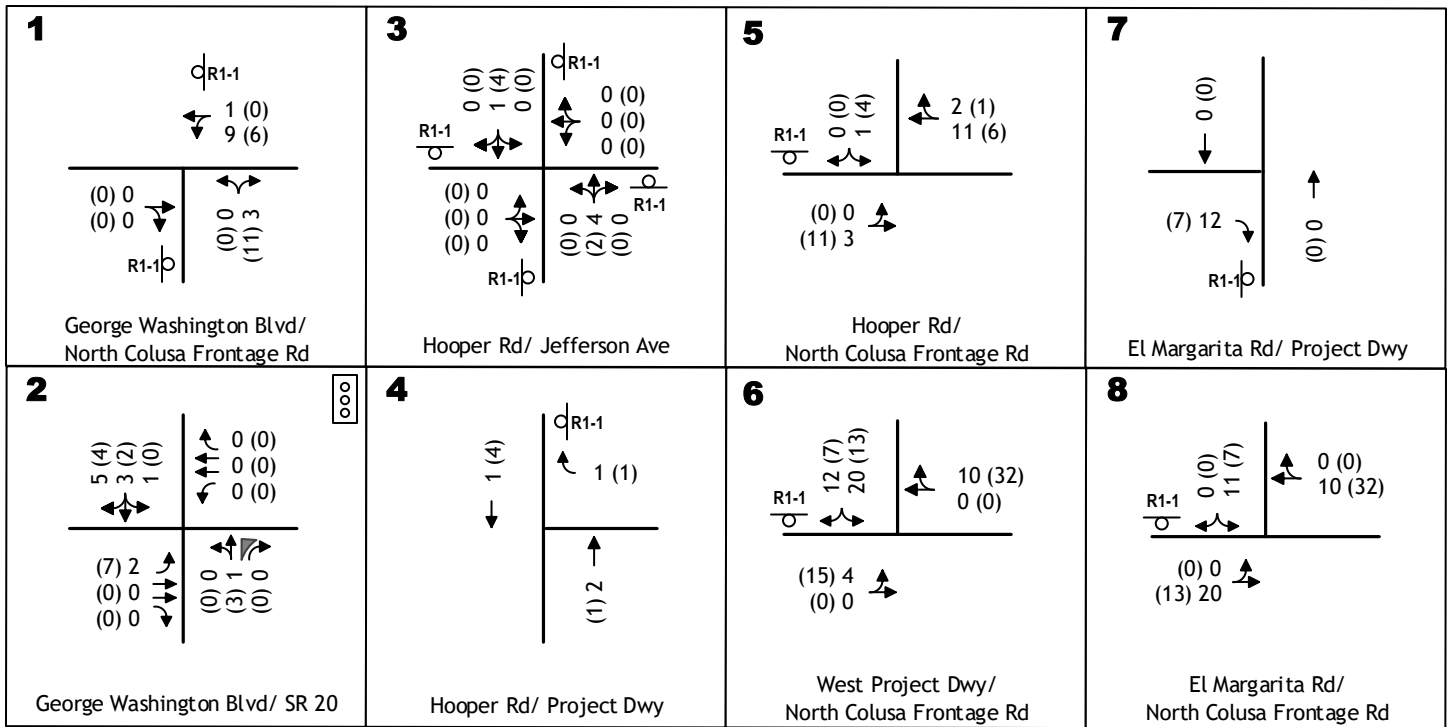 1
R1-1
1 (0)
9 (6)
(0) 0
(0) 0
(0) 0
(11) 3
R1-1
George Washington Blvd/
North Colusa Frontage Rd
3
R1-1
0 (0)
1 (4)
0 (0)
0 (0)
0 (0)
0 (0)
R1-1
(0) 0
(0) 0
(0) 0
(0) 0
(2) 4
(0) 0
R1-1
R1-1
Hooper Rd/ Jefferson Ave
5
0 (0)
1 (4)
2 (1)
11 (6)
R1-1
(0) 0
(11) 3
Hooper Rd/
North Colusa Frontage Rd
7
0 (0)
(7) 12
(0) 0
R1-1
El Margarita Rd/ Project Dwy
2
5 (4)
3 (2)
1 (0)
0 (0)
0 (0)
0 (0)
(7) 2
(0) 0
(0) 0
(0) 0
(3) 1
(0) 0
George Washington Blvd/ SR 20
4
R1-1
1 (4)
1 (1)
(1) 2
Hooper Rd/ Project Dwy
6
12 (7)
20 (13)
10 (32)
0 (0)
R1-1
(15) 4
(0) 0
West Project Dwy/
North Colusa Frontage Rd
8
0 (0)
11 (7)
0 (0)
10 (32)
R1-1
(0) 0
(13) 20
El Margarita Rd/
North Colusa Frontage Rd